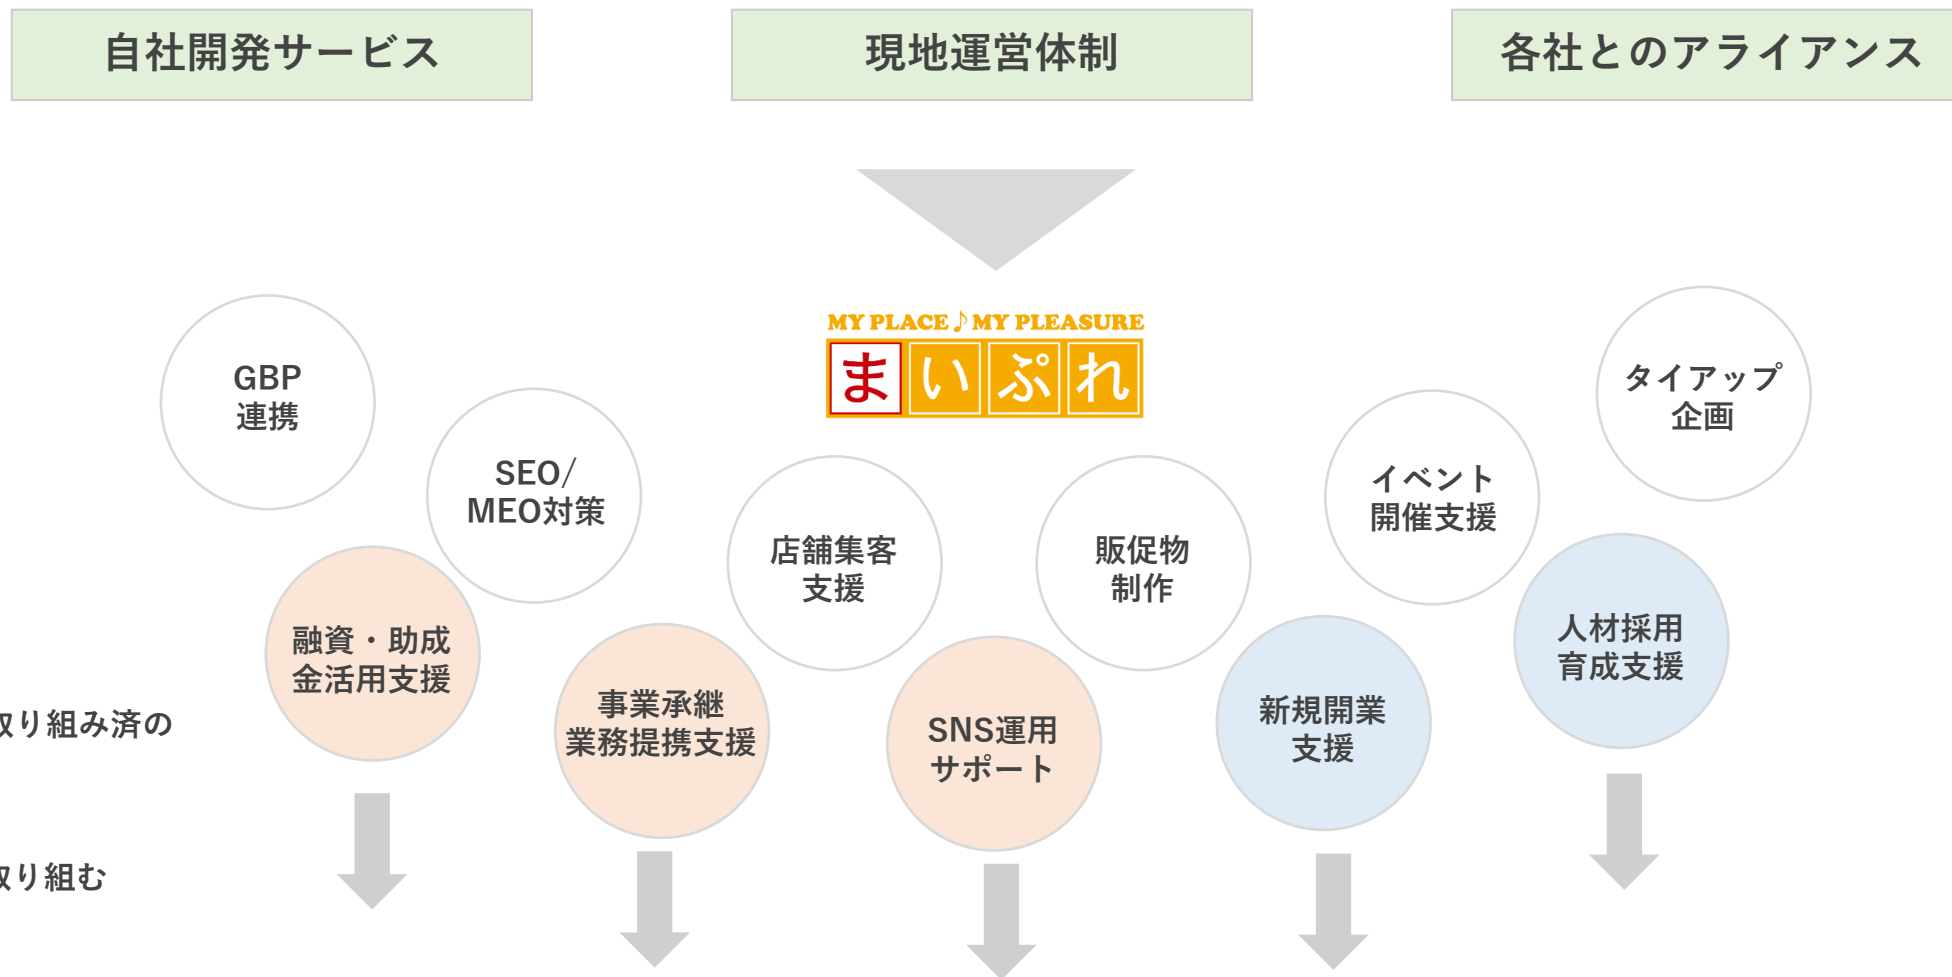 自社開発サービス
現地運営体制
各社とのアライアンス
MY PLACE♪MY PLEASURE
まいぷれ
GBP
連携
SEO/
MEO対策
店舗集客
支援
販促物
制作
イベント
開催支援
タイアップ
企画
融資・助成
金活用支援
事業承継
業務提携支援
SNS運用
サポート
新規開業
支援
人材採用
育成支援
取り組み済の
取り組む